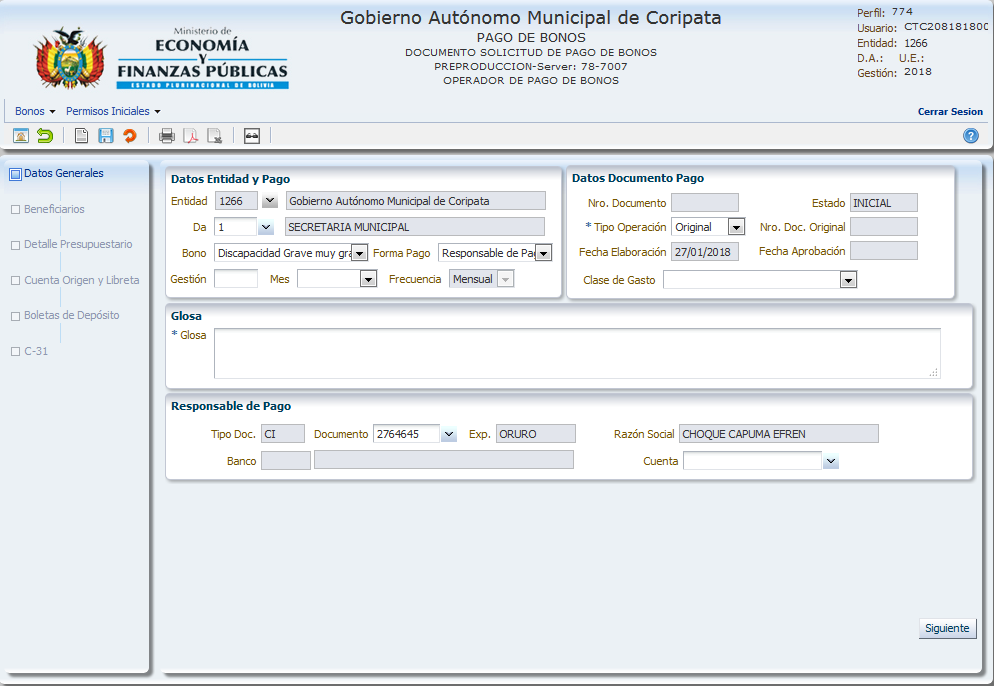 Ministerio de
ECONOMÍA
Y
FINANZAS PÚBLICAS
ESTADO PLURINACIONAL DE BOLIVIA
Gobierno Autónomo Municipal de Coripata
PAGO DE BONOS
DOCUMENTO SOLICITUD DE PAGO DE BONOS
PREPRODUCCION-Server: 78-7007
OPERADOR DE PAGO DE BONOS
Perfil: 774
Usuario: CTC208181800
Entidad: 1266
D.A.: U.E.:
Gestión: 2018
Bonos Permisos Iniciales Cerrar Sesion
Datos Generales
Beneficiarios
Detalle Presupuestario
Cuenta Origen y Libreta
Boletas de Depósito
C-31
Datos Entidad y Pago
Entidad 1266 Gobierno Autónomo Municipal de Coripata
Da 1 SECRETARIA MUNICIPAL
Bono Discapacidad Grave muy gra Forma Pago Responsable de Pag
Gestión Mes Frecuencia Mensual
Datos Documento Pago
Nro. Documento Estado INICIAL
* Tipo Operación Original Nro. Doc. Original
Fecha Elaboración 27/01/2018 Fecha Aprobación
Clase de Gasto
Glosa
* Glosa
Responsable de Pago
Tipo Doc. CI Documento 2764645 Exp. ORURO Razón Social CHOQUE CAPUMA EFREN
Banco Cuenta
Siguiente